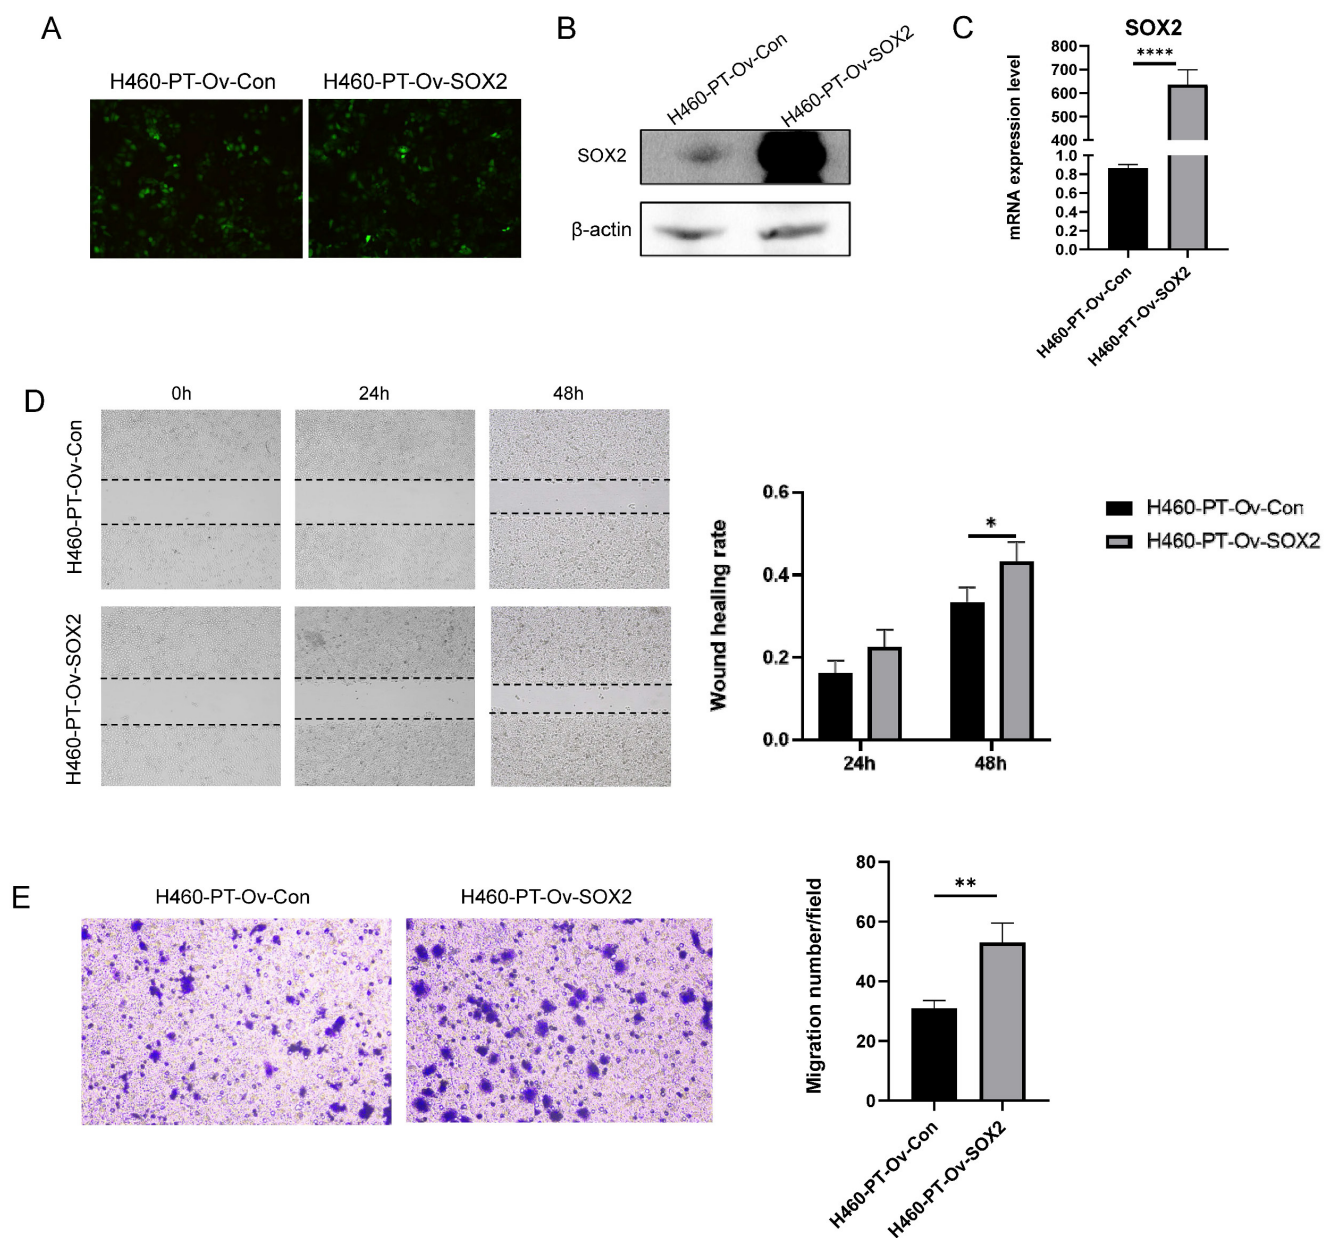 A
H460-PT-Ov-Con
H460-PT-Ov-SOX2
B
H460-PT-Ov-Con
H460-PT-Ov-SOX2
SOX2
β-actin
C
SOX2
****
mRNA expression level
800
700
600
500
400
1.0
0.8
0.6
0.4
0.2
0.0
H460-PT-Ov-Con
H460-PT-Ov-SOX2
D
0h
24h
48h
H460-PT-Ov-Con
H460-PT-Ov-SOX2
Wound healing rate
0.6
0.4
0.2
0.0
*
24h
48h
H460-PT-Ov-Con
H460-PT-Ov-SOX2
E
H460-PT-Ov-Con
H460-PT-Ov-SOX2
Migration number/field
80
60
40
20
0
**
H460-PT-Ov-Con
H460-PT-Ov-SOX2